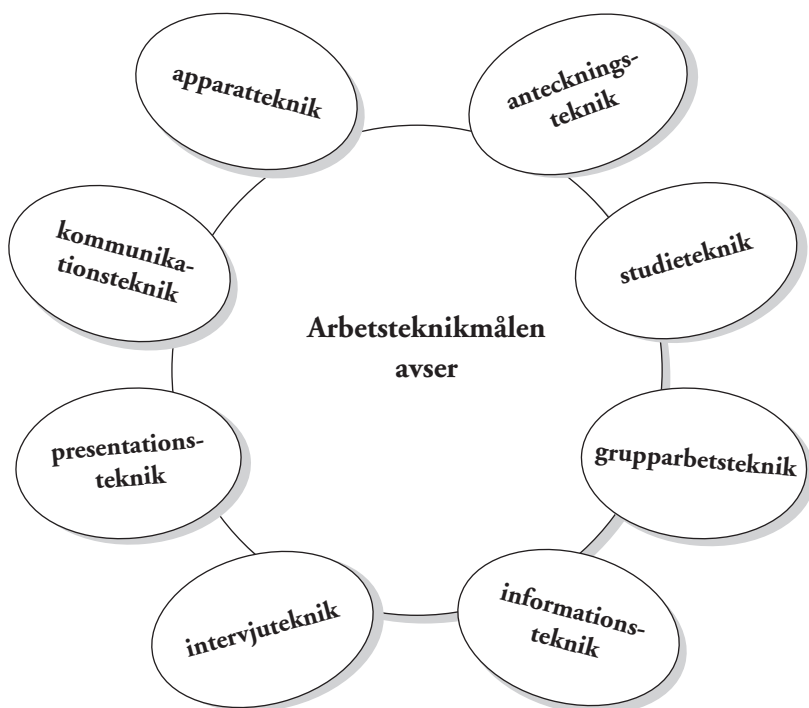 apparatteknik
antecknings-
teknik
kommunika-
tionsteknik
studieteknik
Arbetsteknikmålen
avser
presentations-
teknik
grupparbetsteknik
intervjuteknik
informations-
teknik